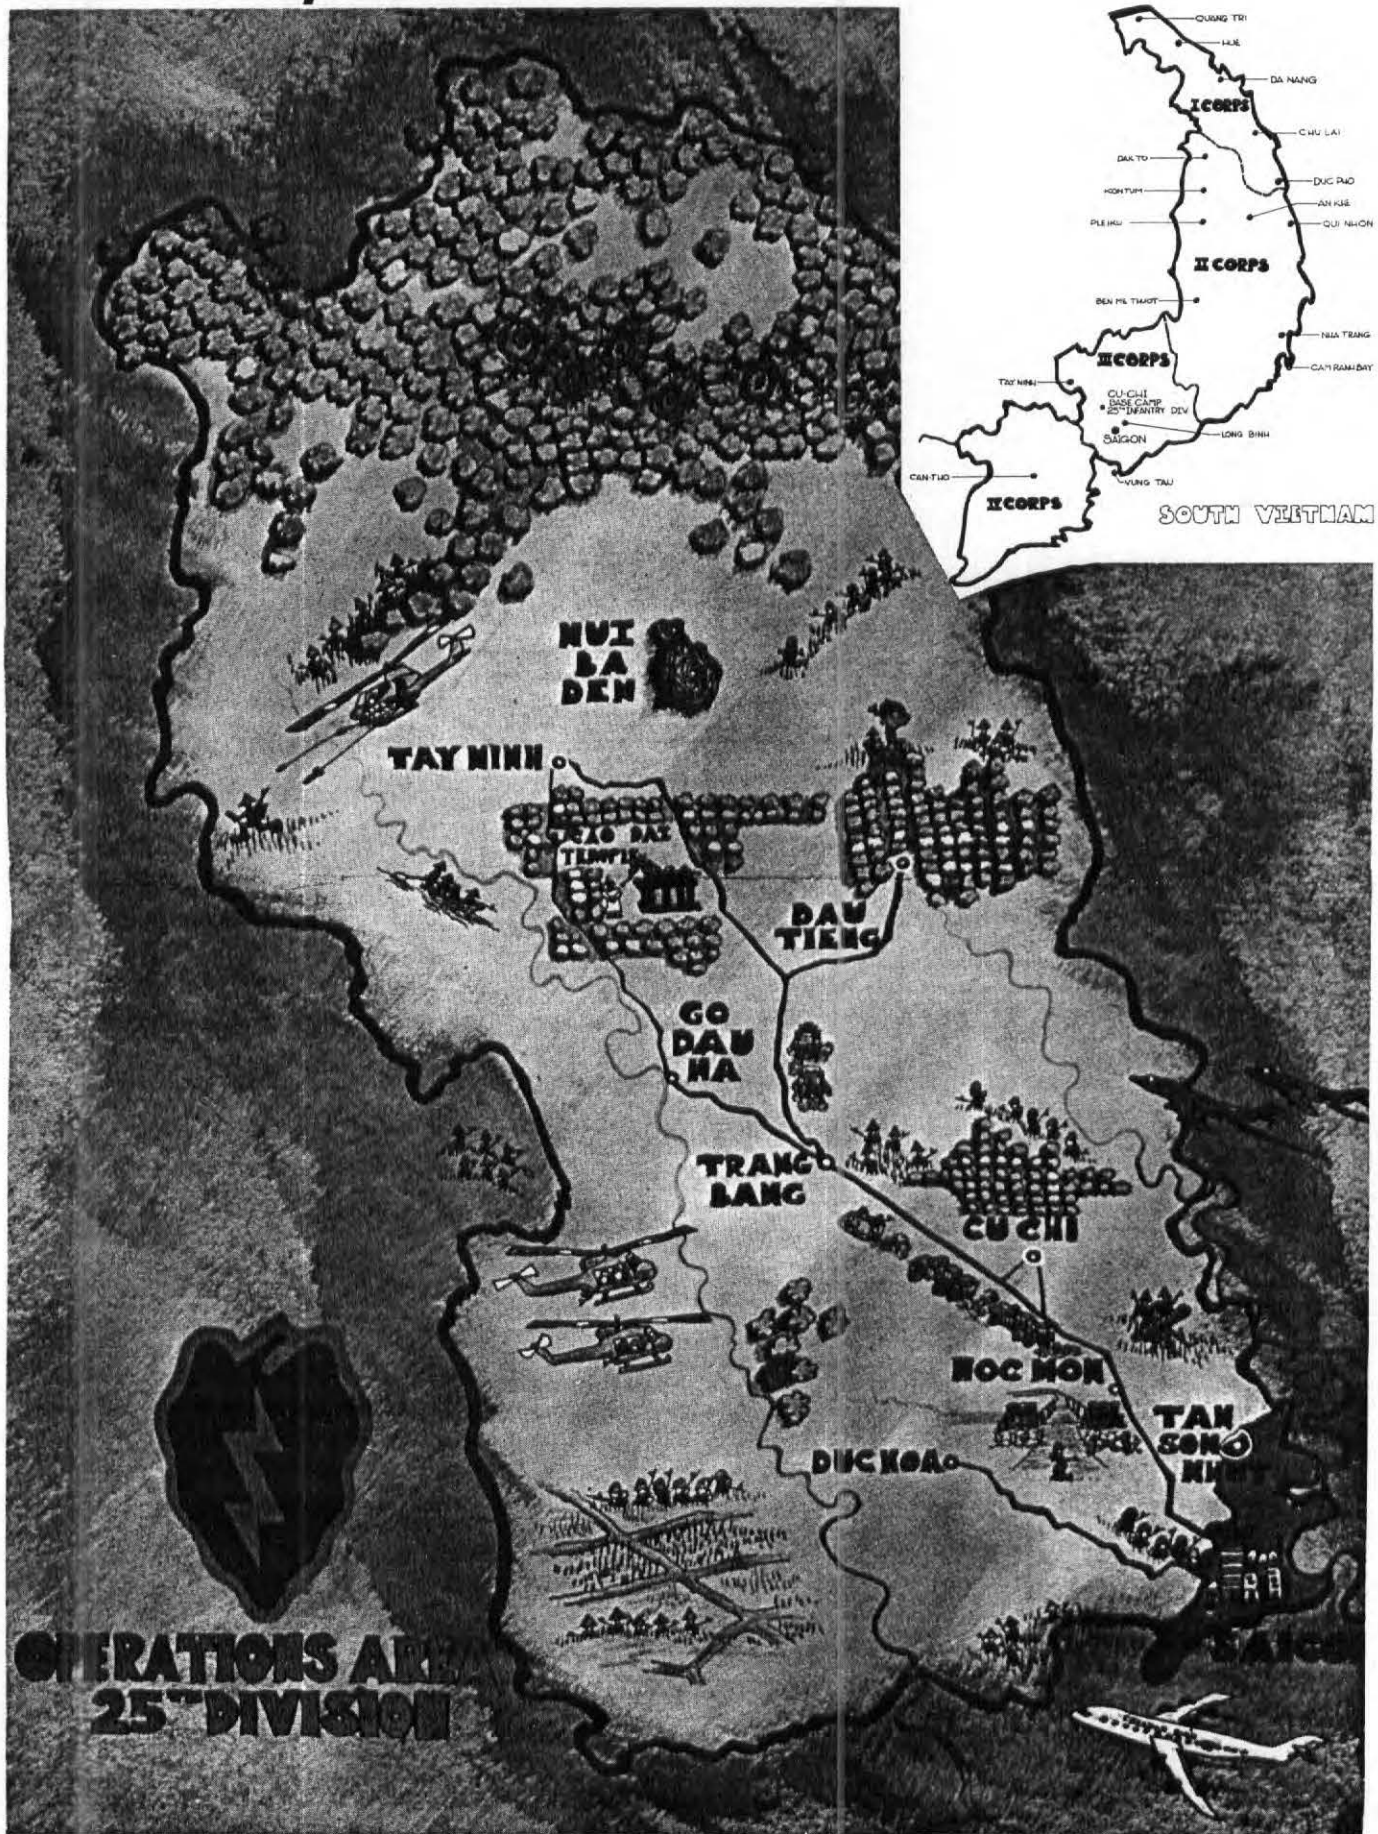 QUANG TRI
HUE
DA NANG
I CORPS
CHU LAI
DAK TO
DUC PHO
KONTUM
AN KHE
PLEIKU
QUI NHON
II CORPS
BEN ME THUOT
NHA TRANG
III CORPS
CAM RANH BAY
TAY NINH
CU-CHI
BASE CAMP
25TH INFANTRY DIV.
LONG BINH
SAIGON
CAN-THO
VUNG TAU
IV CORPS
SOUTH VIETNAM
NUI
BA
DEN
TAY NINH
CAO DAI
TEMPLE
DAU
TIENG
GO
DAU
HA
TRANG
BANG
CU CHI
HOC MON
TAN
SON
NHUT
DUC HOA
SAIGON
OPERATIONS AREA
25TH DIVISION